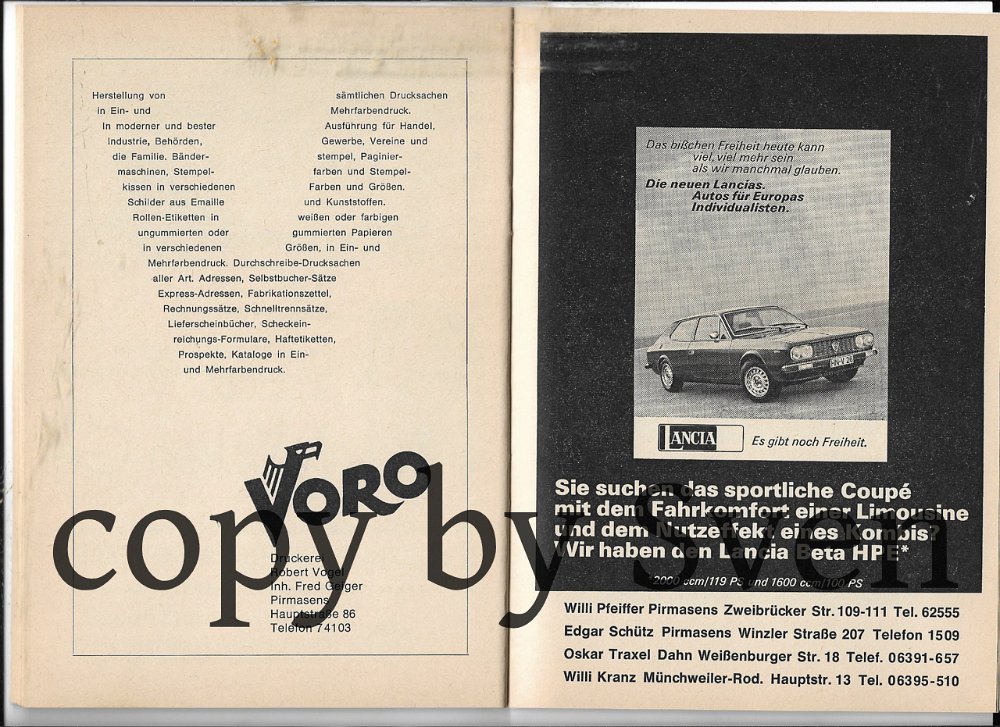 Herstellung von sämtlichen Drucksachen
in Ein- und Mehrfarbendruck.
In moderner und bester Ausführung für Handel,
Industrie, Behörden, Gewerbe, Vereine und
die Familie. Bänder- stempel, Paginier-
maschinen, Stempel- farben und Stempel-
kissen in verschiedenen Farben und Größen.
Schilder aus Emaille und Kunststoffen.
Rollen-Etiketten in weißen oder farbigen
ungummierten oder gummierten Papieren
in verschiedenen Größen, in Ein- und
Mehrfarbendruck. Durchschreibe-Drucksachen
aller Art. Adressen, Selbstbucher-Sätze
Express-Adressen, Fabrikationszettel,
Rechnungssätze, Schnelltrennsätze,
Lieferscheinbücher, Scheckein-
reichungs-Formulare, Haftetiketten,
Prospekte, Kataloge in Ein-
und Mehrfarbendruck.
VORO
Druckerei
Robert Vogel
Inh. Fred Geiger
Pirmasens
Hauptstraße 86
Telefon 74103
Das bißchen Freiheit heute kann
viel, viel mehr sein
als wir manchmal glauben.
Die neuen Lancias.
Autos für Europas
Individualisten.
HN-V 20
LANCIA
Es gibt noch Freiheit.
Sie suchen das sportliche Coupé
mit dem Fahrkomfort einer Limousine
und dem Nutzeffekt eines Kombis?
Wir haben den Lancia Beta HPE*
*2000 ccm/119 PS und 1600 ccm/100 PS
Willi Pfeiffer Pirmasens Zweibrücker Str. 109-111 Tel. 62555
Edgar Schütz Pirmasens Winzler Straße 207 Telefon 1509
Oskar Traxel Dahn Weißenburger Str. 18 Telef. 06391-657
Willi Kranz Münchweiler-Rod. Hauptstr. 13 Tel. 06395-510
copy by Sven